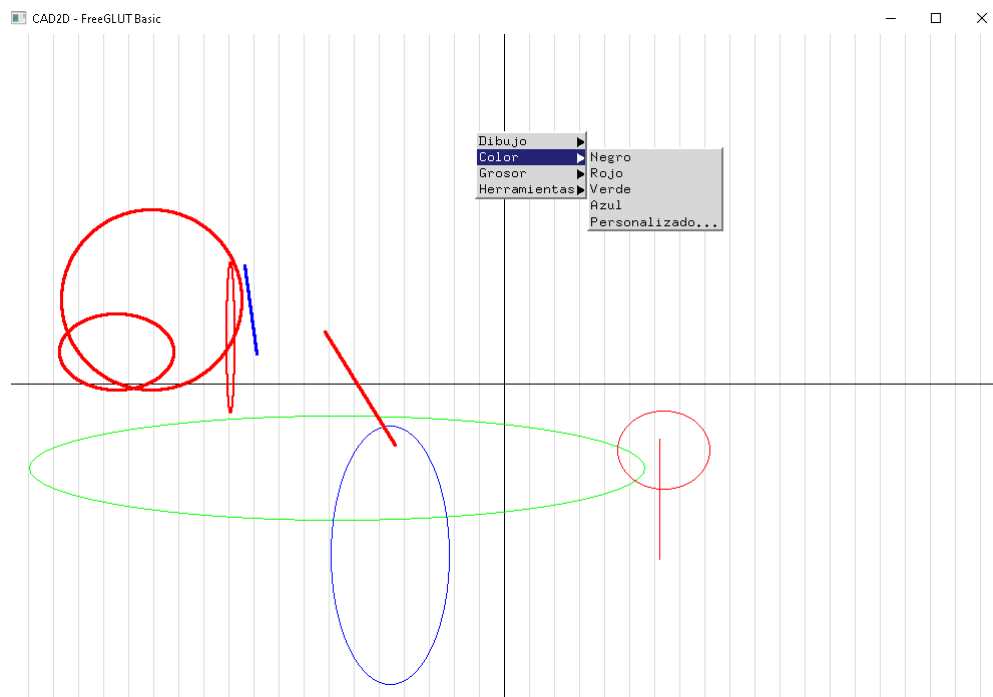 CAD2D - FreeGLUT Basic
Dibujo
Color
Grosor
Herramientas
Negro
Rojo
Verde
Azul
Personalizado...